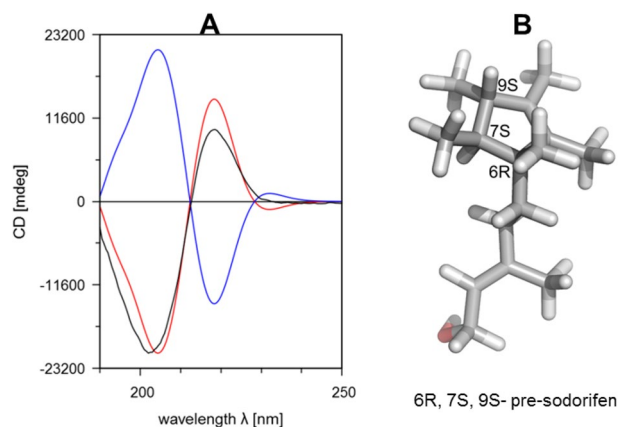 A
B
23200
11600
0
-11600
-23200
CD [mdeg]
200
250
wavelength λ [nm]
9S
7S
6R
6R, 7S, 9S- pre-sodorifen